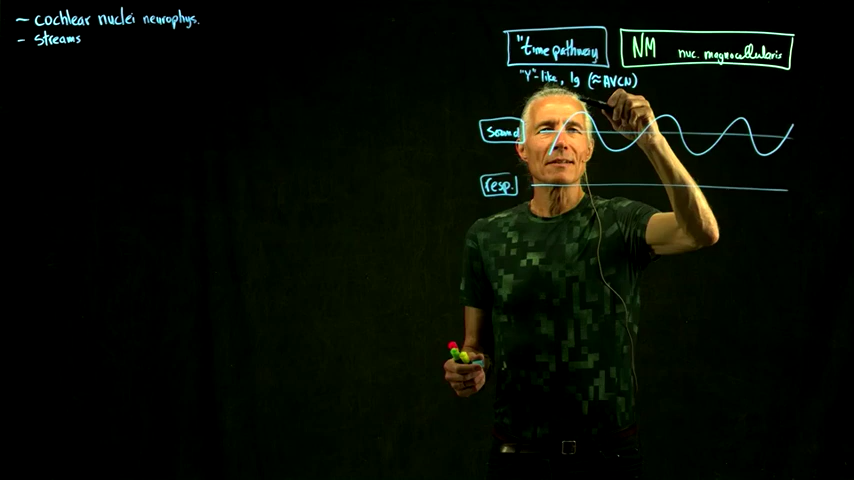 ~ cochlear nuclei neurophys.
- streams
"time pathway
NM nuc. magnocellularis
"Y"-like, lg (≈AVCN)
sound
resp.